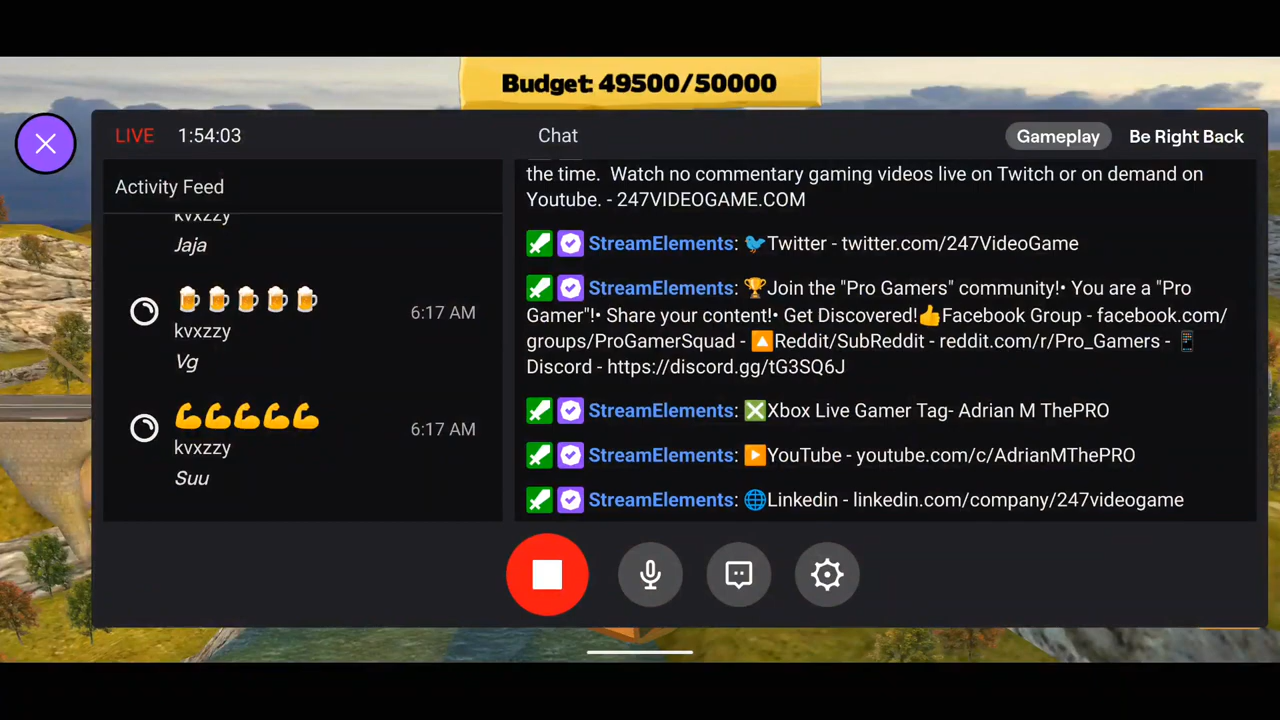 Budget: 49500/50000
LIVE 1:54:03
Chat
Gameplay
Be Right Back
Activity Feed
kvxzzy
Jaja
🍺🍺🍺🍺🍺
kvxzzy
6:17 AM
Vg
💪💪💪💪💪
kvxzzy
6:17 AM
Suu
the time. Watch no commentary gaming videos live on Twitch or on demand on
Youtube. - 247VIDEOGAME.COM
StreamElements: 🐦Twitter - twitter.com/247VideoGame
StreamElements: 🏆Join the "Pro Gamers" community!• You are a "Pro
Gamer"!• Share your content!• Get Discovered!👍Facebook Group - facebook.com/
groups/ProGamerSquad - 🔼Reddit/SubReddit - reddit.com/r/Pro_Gamers - 📱
Discord - https://discord.gg/tG3SQ6J
StreamElements: ❎Xbox Live Gamer Tag- Adrian M ThePRO
StreamElements: ▶️YouTube - youtube.com/c/AdrianMThePRO
StreamElements: 🌐Linkedin - linkedin.com/company/247videogame